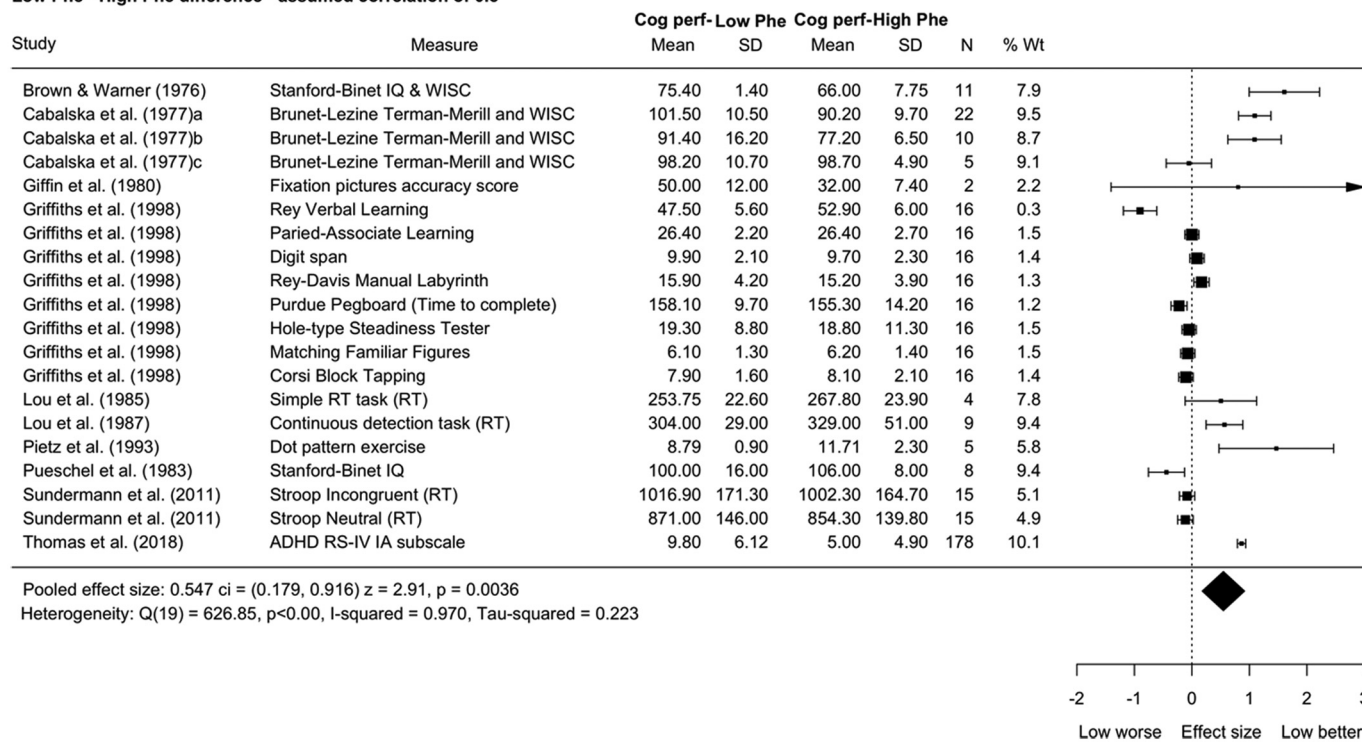 Cog perf-Low Phe Cog perf-High Phe
Study Measure Mean SD Mean SD N % Wt
Brown & Warner (1976) Stanford-Binet IQ & WISC 75.40 1.40 66.00 7.75 11 7.9
Cabalska et al. (1977)a Brunet-Lezine Terman-Merill and WISC 101.50 10.50 90.20 9.70 22 9.5
Cabalska et al. (1977)b Brunet-Lezine Terman-Merill and WISC 91.40 16.20 77.20 6.50 10 8.7
Cabalska et al. (1977)c Brunet-Lezine Terman-Merill and WISC 98.20 10.70 98.70 4.90 5 9.1
Giffin et al. (1980) Fixation pictures accuracy score 50.00 12.00 32.00 7.40 2 2.2
Griffiths et al. (1998) Rey Verbal Learning 47.50 5.60 52.90 6.00 16 0.3
Griffiths et al. (1998) Paried-Associate Learning 26.40 2.20 26.40 2.70 16 1.5
Griffiths et al. (1998) Digit span 9.90 2.10 9.70 2.30 16 1.4
Griffiths et al. (1998) Rey-Davis Manual Labyrinth 15.90 4.20 15.20 3.90 16 1.3
Griffiths et al. (1998) Purdue Pegboard (Time to complete) 158.10 9.70 155.30 14.20 16 1.2
Griffiths et al. (1998) Hole-type Steadiness Tester 19.30 8.80 18.80 11.30 16 1.5
Griffiths et al. (1998) Matching Familiar Figures 6.10 1.30 6.20 1.40 16 1.5
Griffiths et al. (1998) Corsi Block Tapping 7.90 1.60 8.10 2.10 16 1.4
Lou et al. (1985) Simple RT task (RT) 253.75 22.60 267.80 23.90 4 7.8
Lou et al. (1987) Continuous detection task (RT) 304.00 29.00 329.00 51.00 9 9.4
Pietz et al. (1993) Dot pattern exercise 8.79 0.90 11.71 2.30 5 5.8
Pueschel et al. (1983) Stanford-Binet IQ 100.00 16.00 106.00 8.00 8 9.4
Sundermann et al. (2011) Stroop Incongruent (RT) 1016.90 171.30 1002.30 164.70 15 5.1
Sundermann et al. (2011) Stroop Neutral (RT) 871.00 146.00 854.30 139.80 15 4.9
Thomas et al. (2018) ADHD RS-IV IA subscale 9.80 6.12 5.00 4.90 178 10.1
Pooled effect size: 0.547 ci = (0.179, 0.916) z = 2.91, p = 0.0036
Heterogeneity: Q(19) = 626.85, p<0.00, I-squared = 0.970, Tau-squared = 0.223
-2 -1 0 1 2
Low worse Effect size Low better